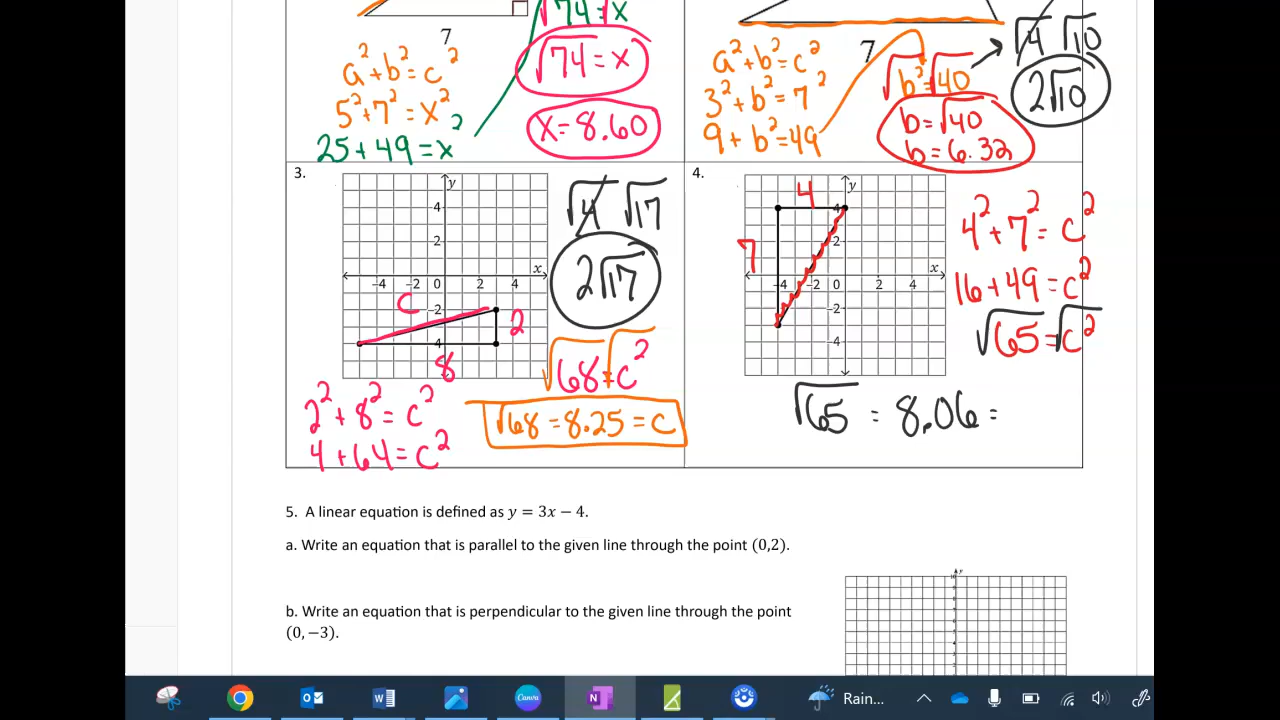 7
a² + b² = c²
5² + 7² = x²
25 + 49 = x²
√74 = x
√74 = x
x = 8.60
7
a² + b² = c²
3² + b² = 7²
9 + b² = 49
√b² = √40
b = √40
b = 6.32
√4 √10
2√10
3.
y
4
2
x
-4 -2 0 2 4
-2
4
C
2
8
2² + 8² = c²
4 + 64 = c²
√4 √17
2√17
√68 = √c²
√68 = 8.25 = c
4.
4
y
4
2
7
x
-4 -2 0 2 4
-2
-4
4² + 7² = c²
16 + 49 = c²
√65 = √c²
√65 = 8.06 =
5. A linear equation is defined as y = 3x − 4.
a. Write an equation that is parallel to the given line through the point (0,2).
b. Write an equation that is perpendicular to the given line through the point
(0, −3).
Canva
Rain...